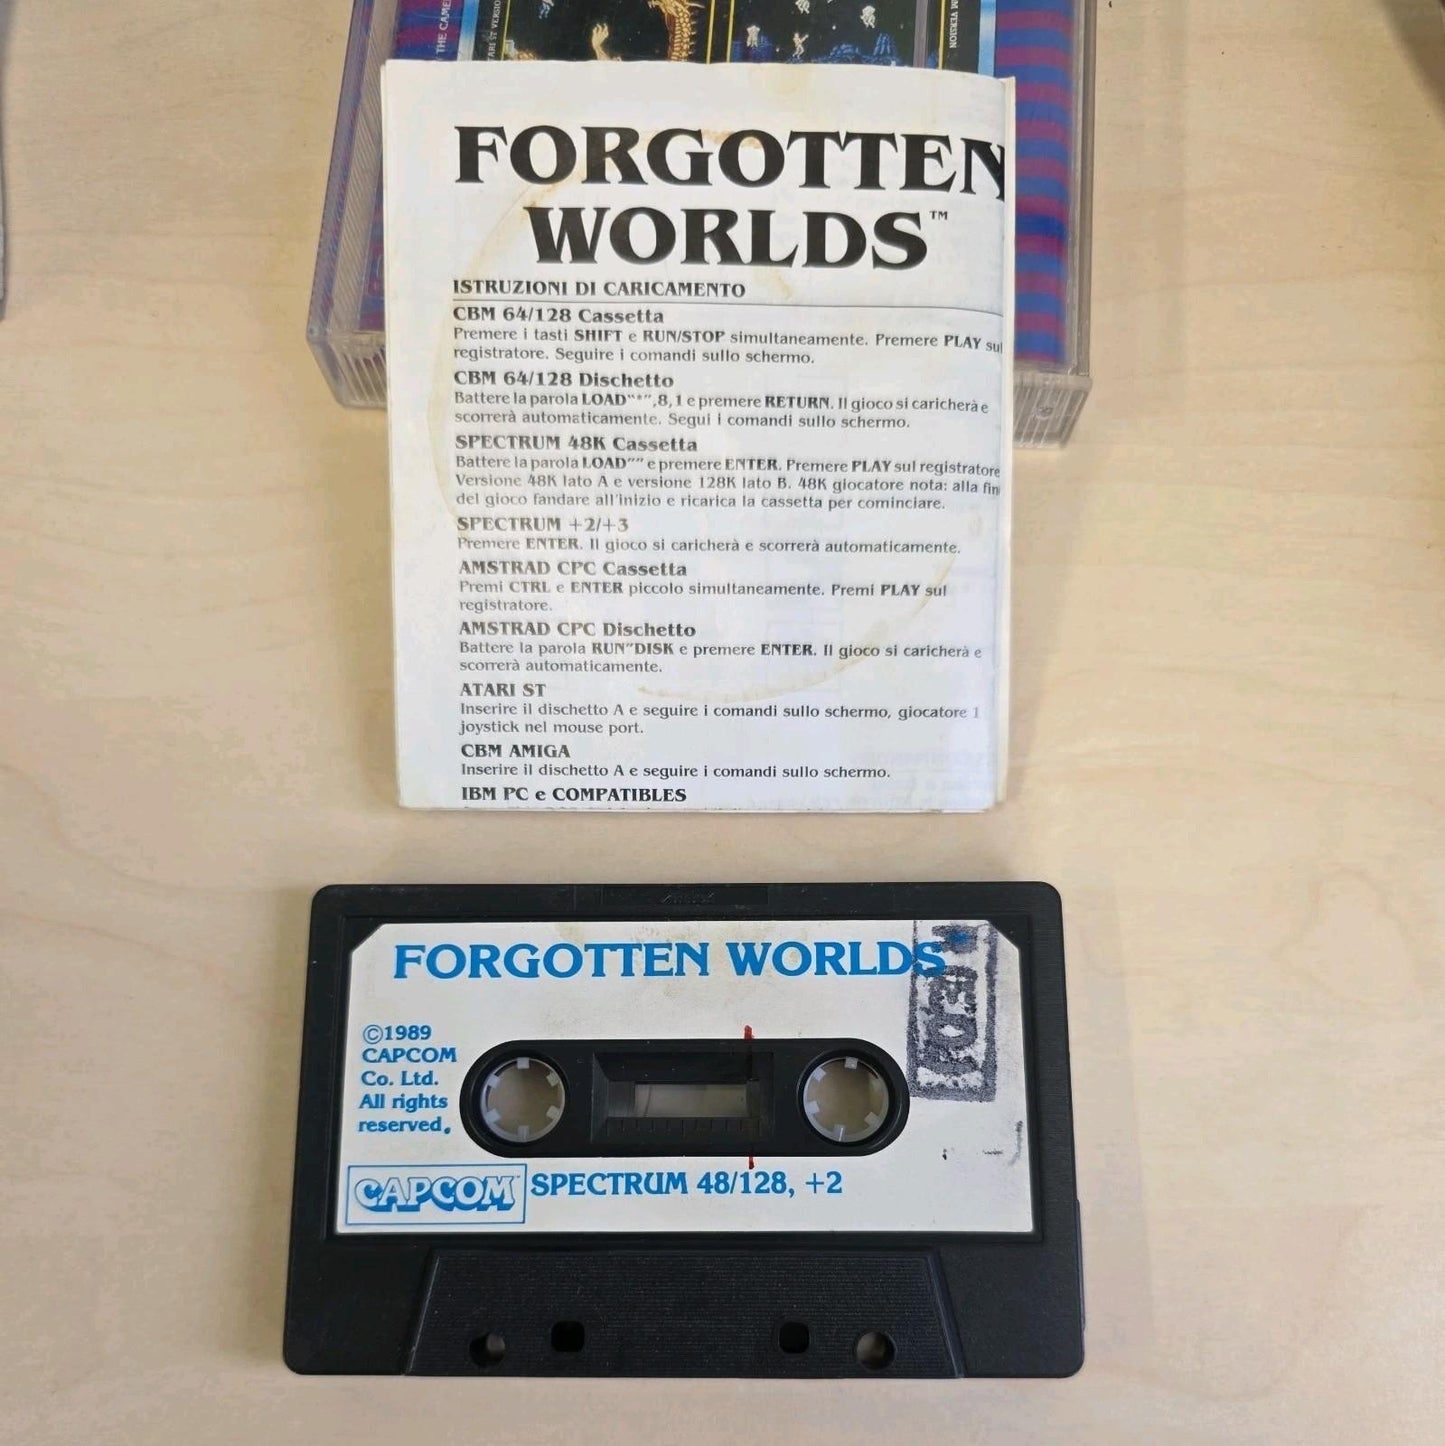 THE CAME
ST VERSIO
M VERSION
FORGOTTEN
WORLDS™
ISTRUZIONI DI CARICAMENTO
CBM 64/128 Cassetta
Premere i tasti SHIFT e RUN/STOP simultaneamente. Premere PLAY sul
registratore. Seguire i comandi sullo schermo.
CBM 64/128 Dischetto
Battere la parola LOAD"*",8,1 e premere RETURN. Il gioco si caricherà e
scorrerà automaticamente. Segui i comandi sullo schermo.
SPECTRUM 48K Cassetta
Battere la parola LOAD"" e premere ENTER. Premere PLAY sul registratore
Versione 48K lato A e versione 128K lato B. 48K giocatore nota: alla fin
del gioco fandare all'inizio e ricarica la cassetta per cominciare.
SPECTRUM +2/+3
Premere ENTER. Il gioco si caricherà e scorrerà automaticamente.
AMSTRAD CPC Cassetta
Premi CTRL e ENTER piccolo simultaneamente. Premi PLAY sul
registratore.
AMSTRAD CPC Dischetto
Battere la parola RUN"DISK e premere ENTER. Il gioco si caricherà e
scorrerà automaticamente.
ATARI ST
Inserire il dischetto A e seguire i comandi sullo schermo, giocatore 1
joystick nel mouse port.
CBM AMIGA
Inserire il dischetto A e seguire i comandi sullo schermo.
IBM PC e COMPATIBLES
FORGOTTEN WORLDS™
©1989
CAPCOM
Co. Ltd.
All rights
reserved.
CAPCOM™
SPECTRUM 48/128, +2